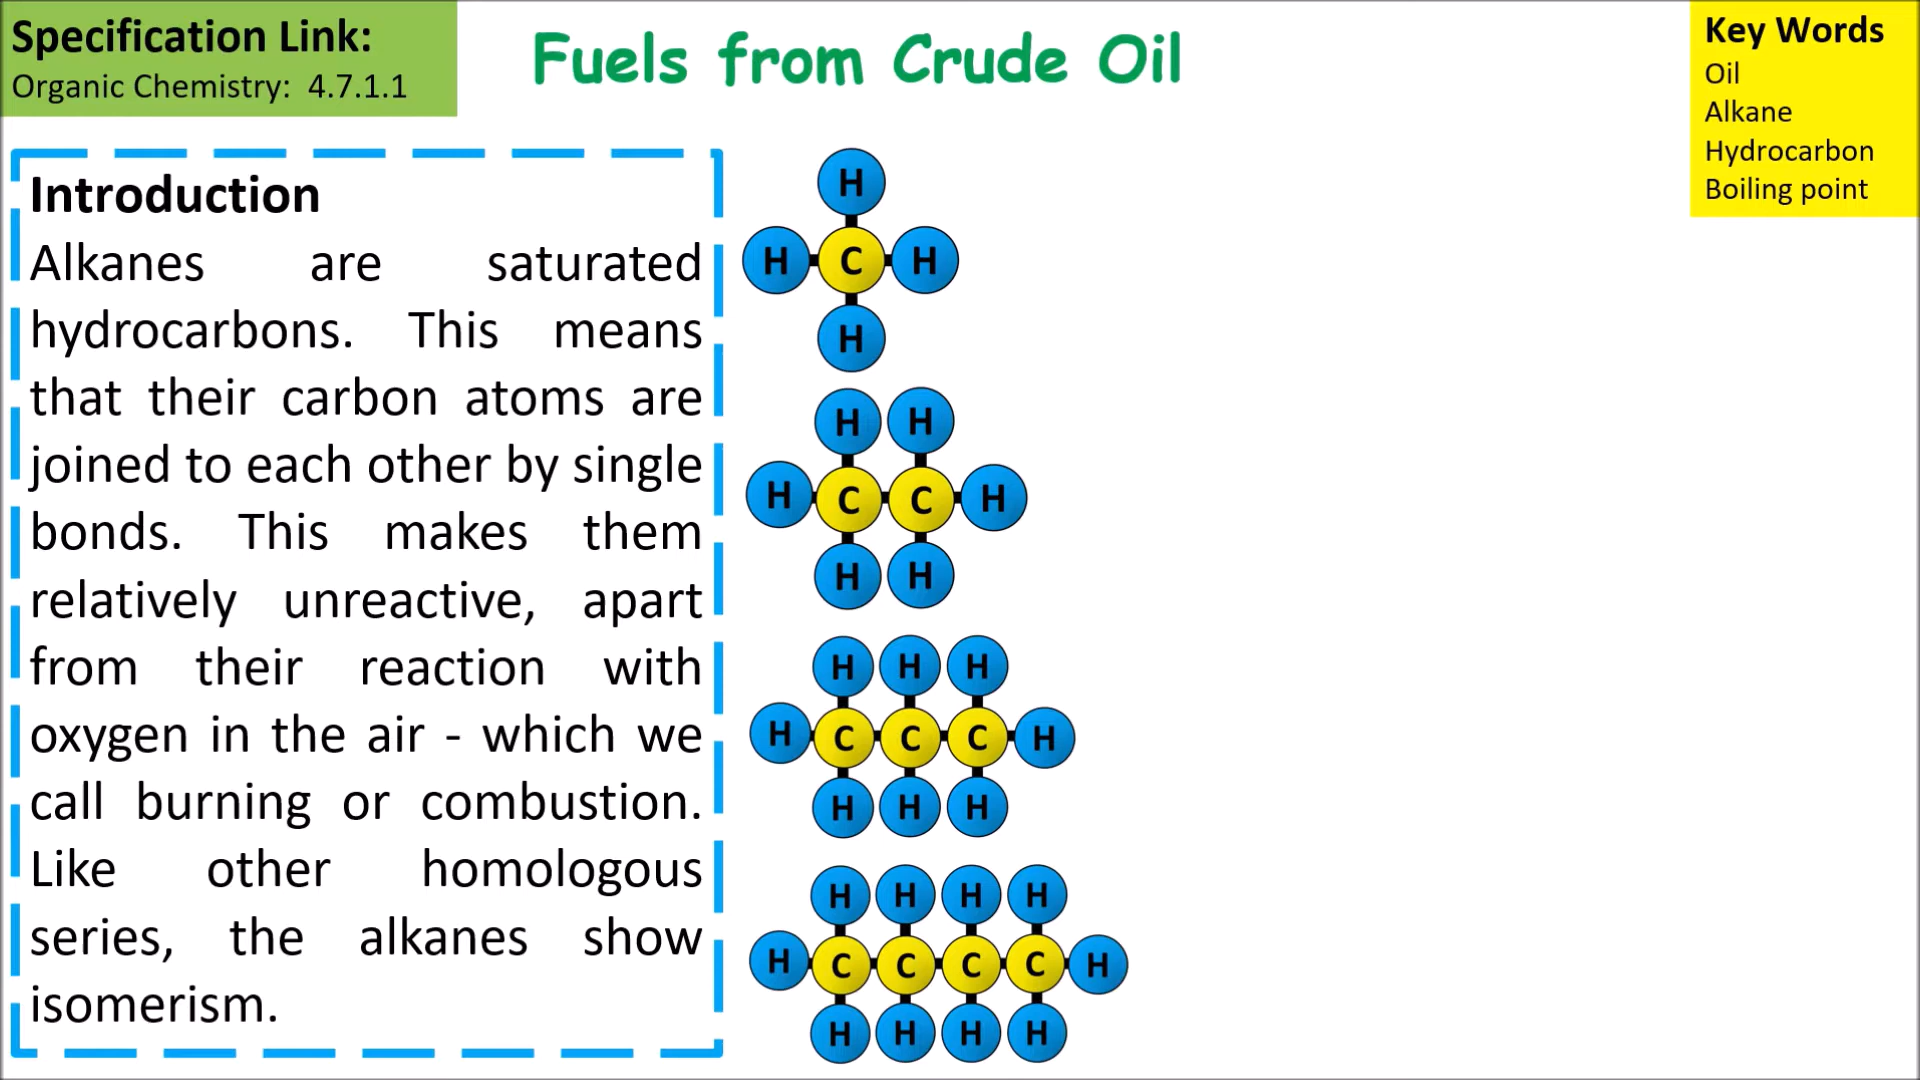 Specification Link:
Organic Chemistry: 4.7.1.1
Fuels from Crude Oil
Key Words
Oil
Alkane
Hydrocarbon
Boiling point
Introduction
Alkanes are saturated
hydrocarbons. This means
that their carbon atoms are
joined to each other by single
bonds. This makes them
relatively unreactive, apart
from their reaction with
oxygen in the air - which we
call burning or combustion.
Like other homologous
series, the alkanes show
isomerism.
H
H C H
H
H H
H C C H
H H
H H H
H C C C H
H H H
H H H H
H C C C C H
H H H H